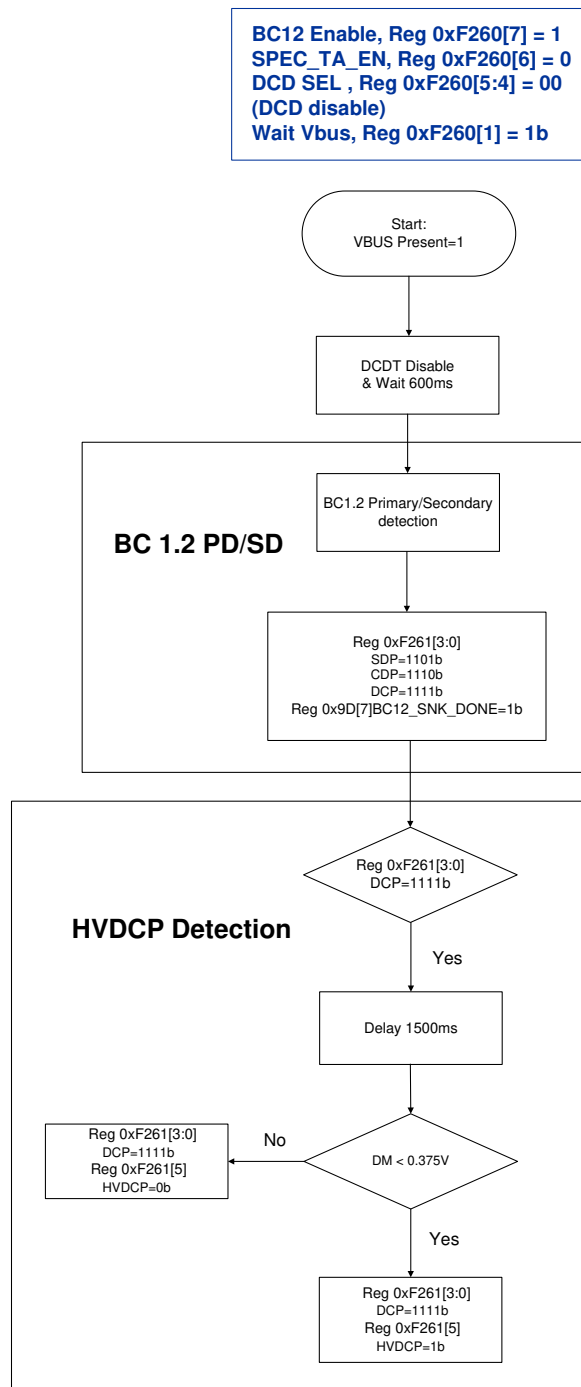 BC12 Enable, Reg 0xF260[7] = 1
SPEC_TA_EN, Reg 0xF260[6] = 0
DCD SEL , Reg 0xF260[5:4] = 00
(DCD disable)
Wait Vbus, Reg 0xF260[1] = 1b
Start:
VBUS Present=1
DCDT Disable
& Wait 600ms
BC 1.2 PD/SD
BC1.2 Primary/Secondary
detection
Reg 0xF261[3:0]
SDP=1101b
CDP=1110b
DCP=1111b
Reg 0x9D[7]BC12_SNK_DONE=1b
HVDCP Detection
Reg 0xF261[3:0]
DCP=1111b
Yes
Delay 1500ms
DM < 0.375V
No
Reg 0xF261[3:0]
DCP=1111b
Reg 0xF261[5]
HVDCP=0b
Yes
Reg 0xF261[3:0]
DCP=1111b
Reg 0xF261[5]
HVDCP=1b